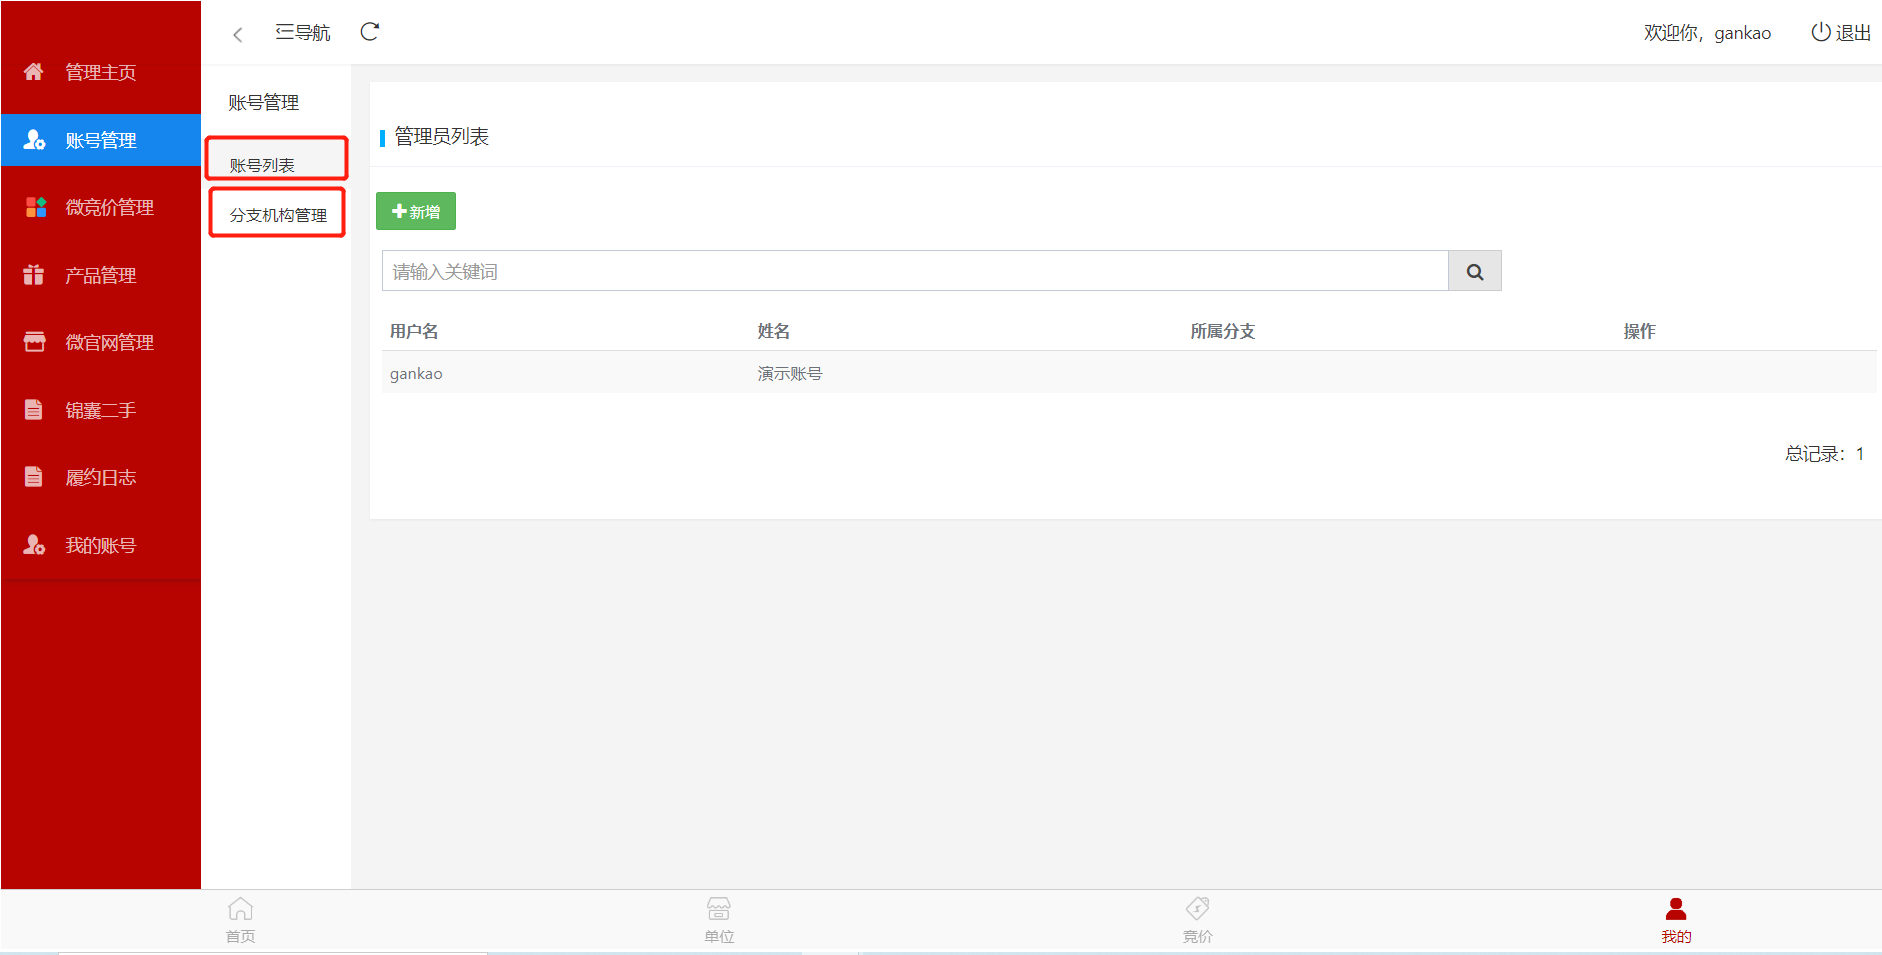 导航
欢迎你，gankao
退出
管理主页
账号管理
微竞价管理
产品管理
微官网管理
锦囊二手
履约日志
我的账号
账号管理
账号列表
分支机构管理
管理员列表
新增
请输入关键词
用户名 姓名 所属分支 操作
gankao 演示账号
总记录：1
首页 单位 竞价 我的